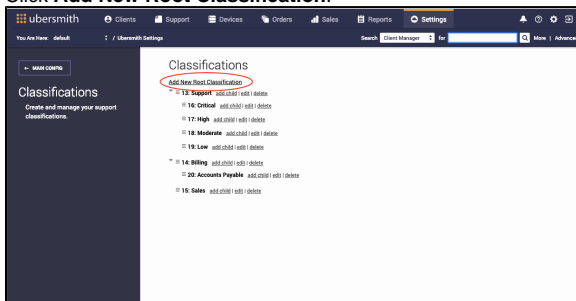 Click Add New Root Classification.
ubersmith Clients Support Devices Orders Sales Reports Settings
You Are Here: default / Ubersmith Settings Search Client Manager for More | Advance
← MAIN CONFIG
Classifications
Create and manage your support
classifications.
Classifications
Add New Root Classification
13: Support add child | edit | delete
16: Critical add child | edit | delete
17: High add child | edit | delete
18: Moderate add child | edit | delete
19: Low add child | edit | delete
14: Billing add child | edit | delete
20: Accounts Payable add child | edit | delete
15: Sales add child | edit | delete